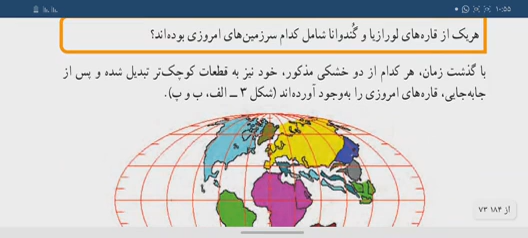 ۱۰:۵۵
هریک از قاره‌های لورازیا و گُندوانا شامل کدام سرزمین‌های امروزی بوده‌اند؟
با گذشت زمان، هر کدام از دو خشکی مذکور، خود نیز به قطعات کوچک‌تر تبدیل شده و پس از
جابه‌جایی، قاره‌های امروزی را به‌وجود آورده‌اند (شکل ۳ ــ الف، ب و پ).
۷۳ از ۱۸۴